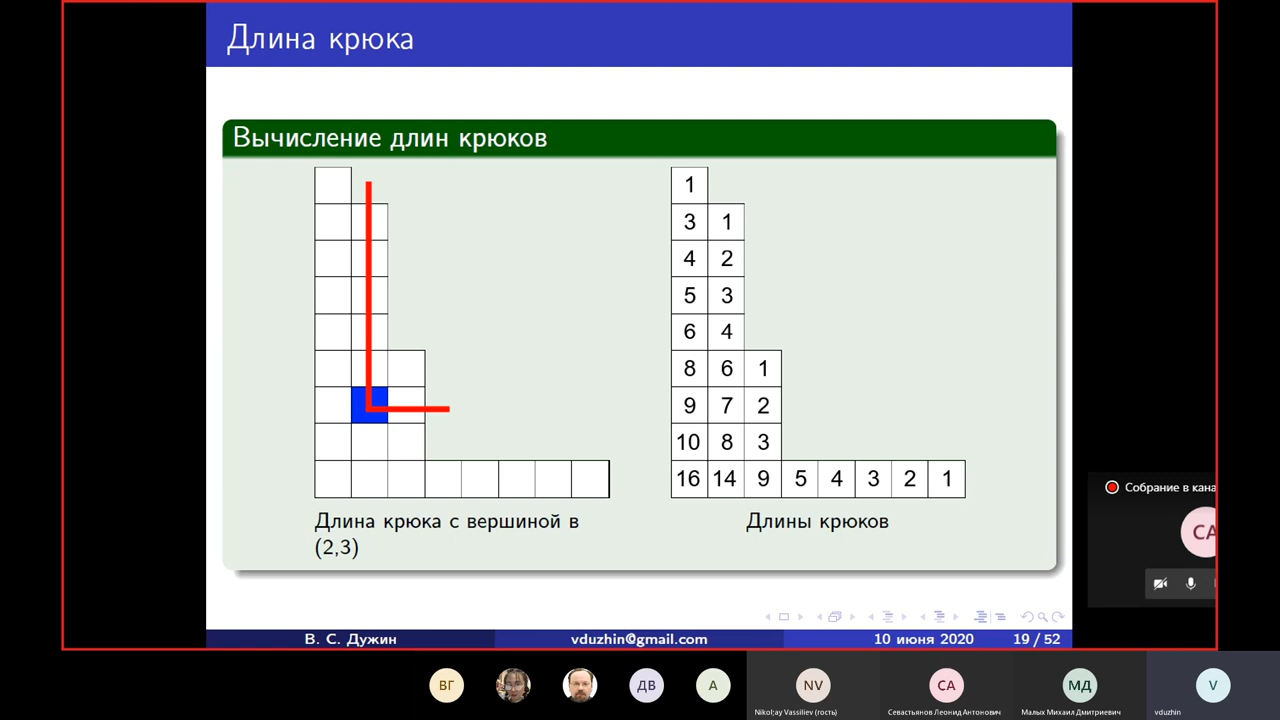 Длина крюка
Вычисление длин крюков
1
3 1
4 2
5 3
6 4
8 6 1
9 7 2
10 8 3
16 14 9 5 4 3 2 1
Длина крюка с вершиной в
(2,3)
Длины крюков
Собрание в кана
СА
В. С. Дужин
vduzhin@gmail.com
10 июня 2020
19 / 52
ВГ
ДВ
А
NV
СА
МД
V
Nikol;ay Vassiliev (гость)
Севастьянов Леонид Антонович
Малых Михаил Дмитриевич
vduzhin